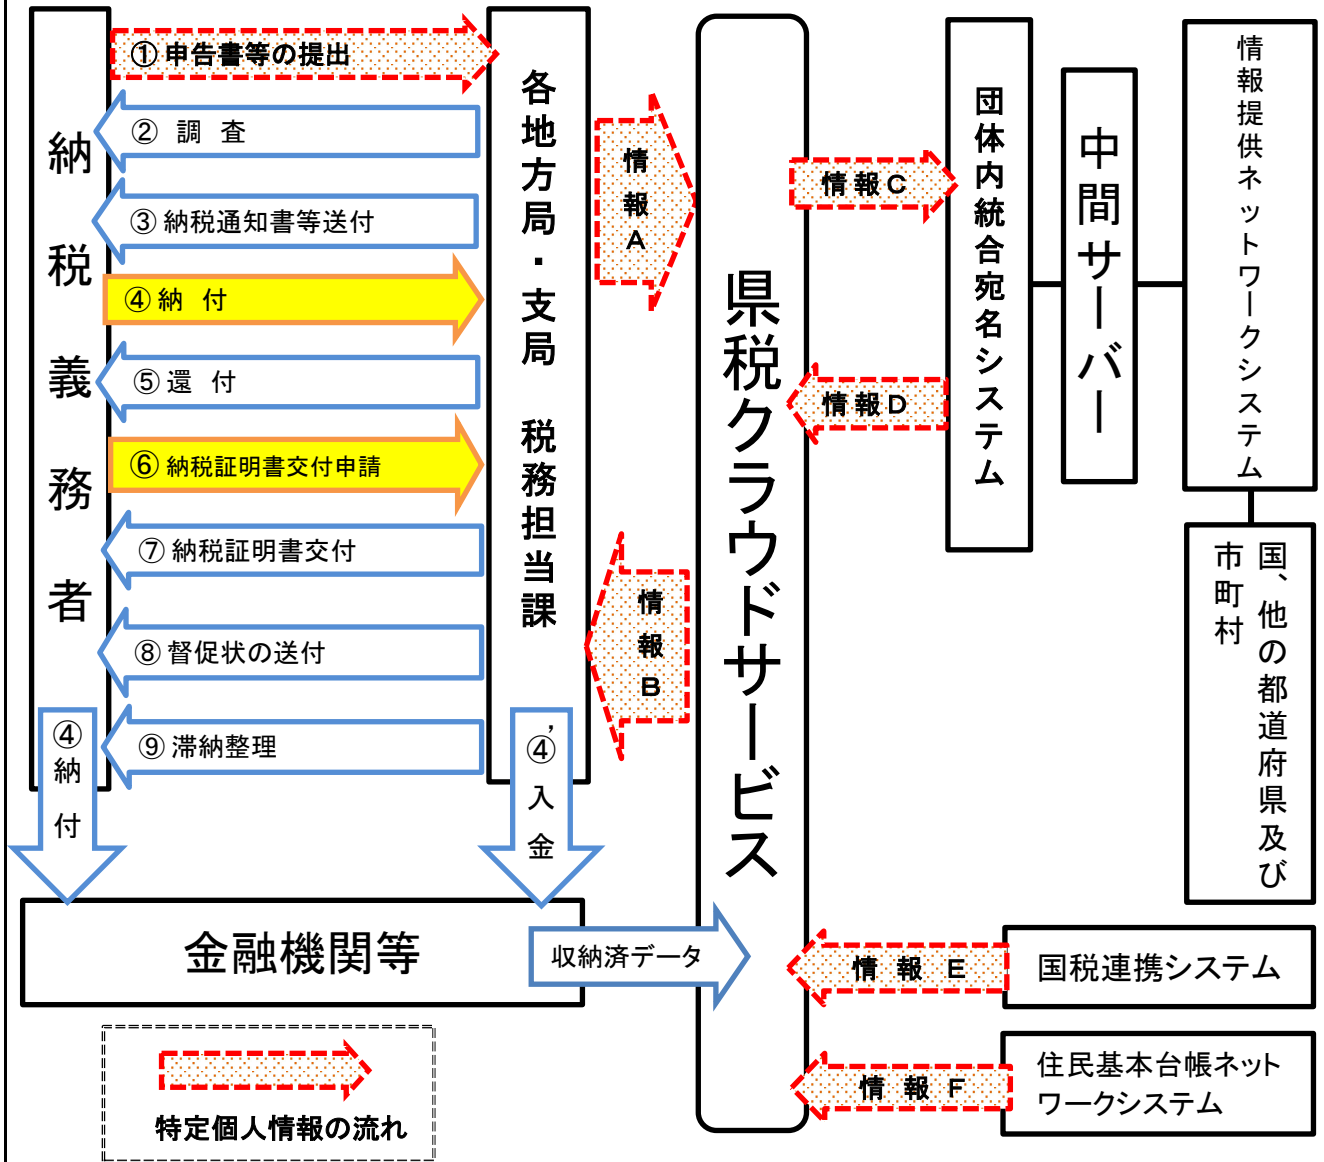 納税義務者
①申告書等の提出
② 調 査
③納税通知書等送付
④納 付
⑤還 付
⑥納税証明書交付申請
⑦納税証明書交付
⑧督促状の送付
⑨滞納整理
各地方局・支局 税務担当課
情報A
情報B
県税クラウドサービス
情報C
情報D
団体内統合宛名システム
中間サーバー
情報提供ネットワークシステム
国、他の都道府県及び
市町村
④納 付
④’入金
金融機関等
収納済データ
情 報 E
国税連携システム
情 報 F
住民基本台帳ネット
ワークシステム
特定個人情報の流れ